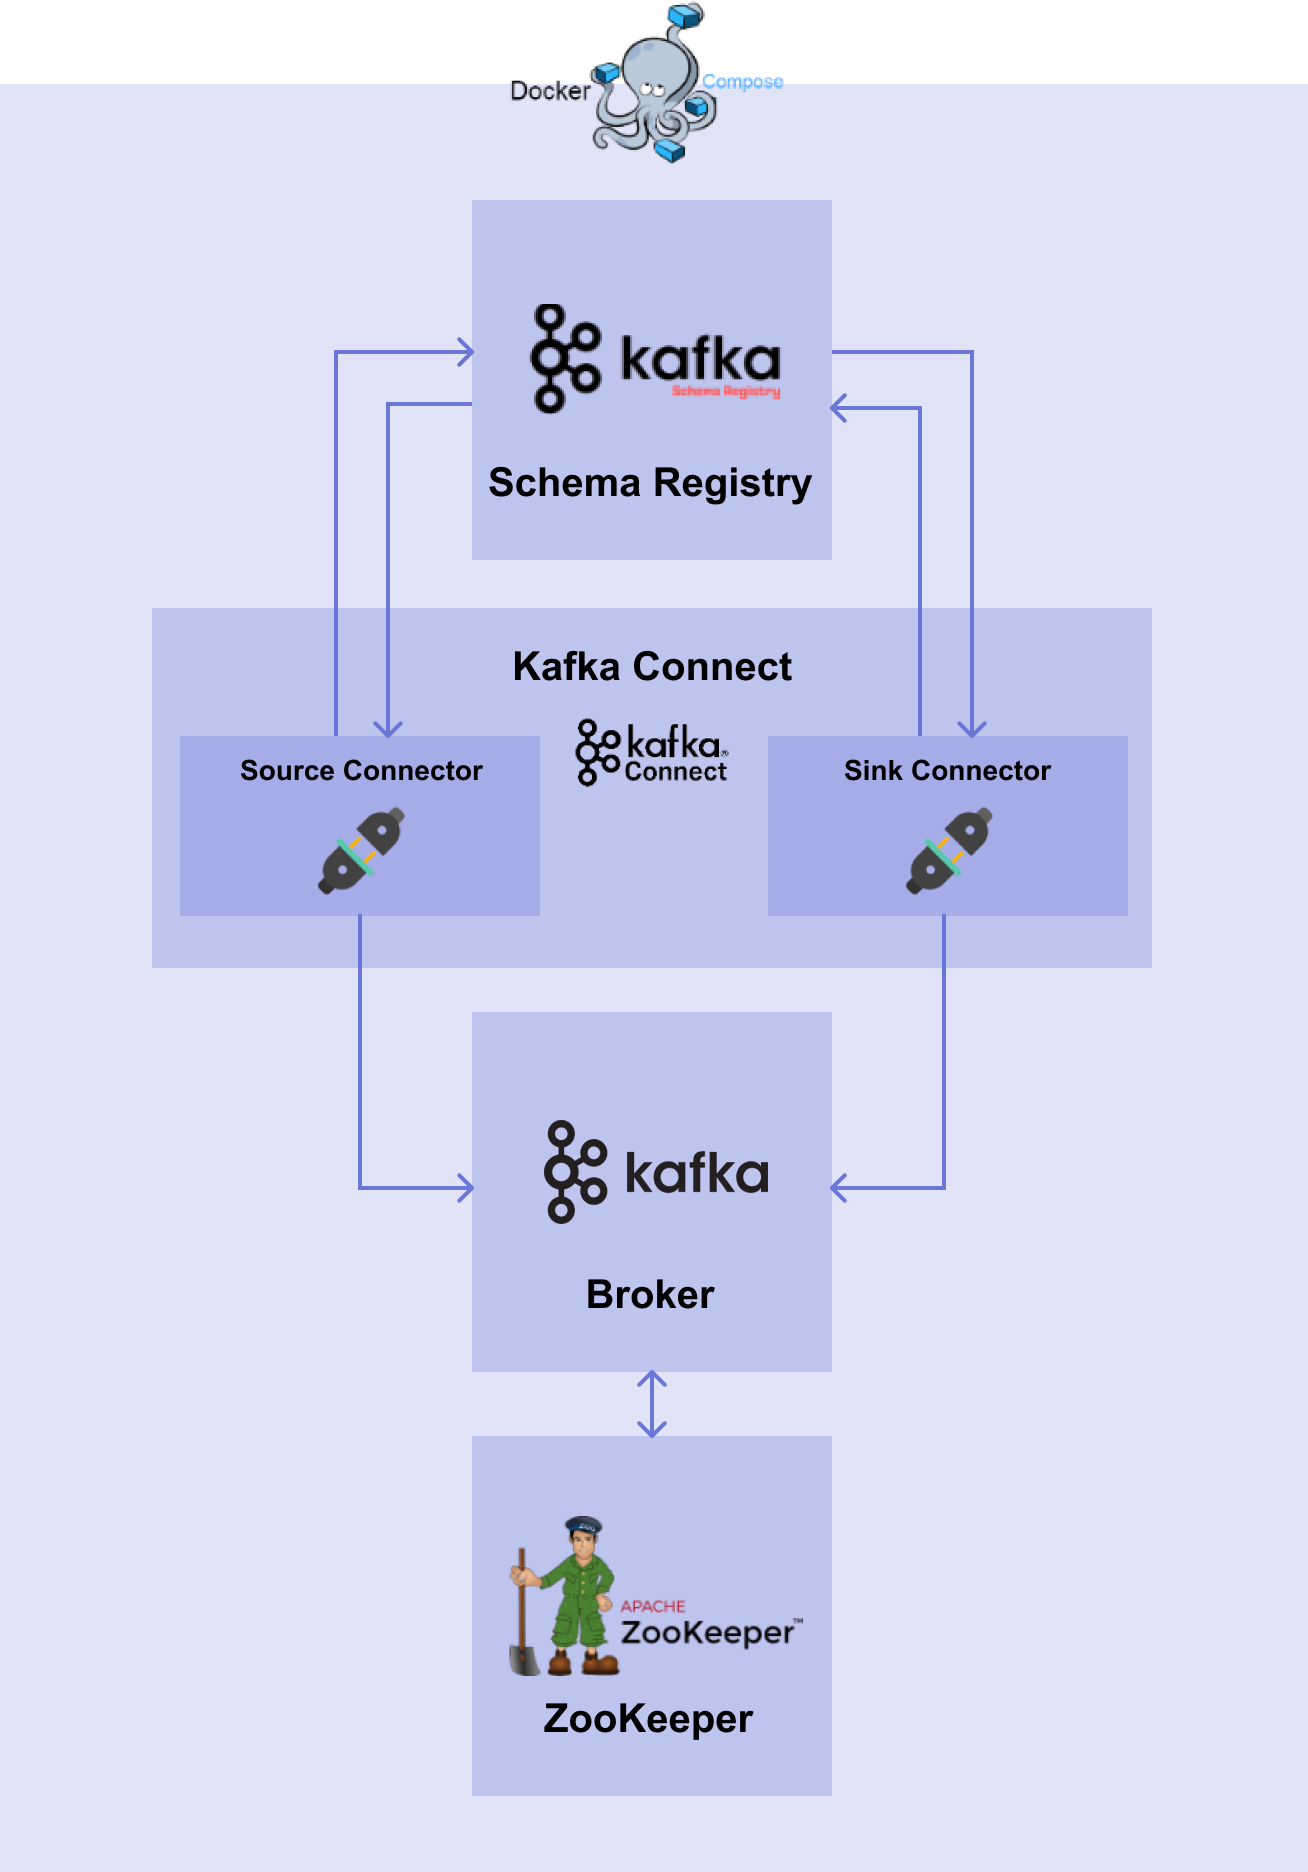 Docker Compose
kafka
Schema Registry
Schema Registry
Kafka Connect
kafka®
Connect
Source Connector
Sink Connector
kafka
Broker
ZOO
APACHE
ZooKeeper™
ZooKeeper